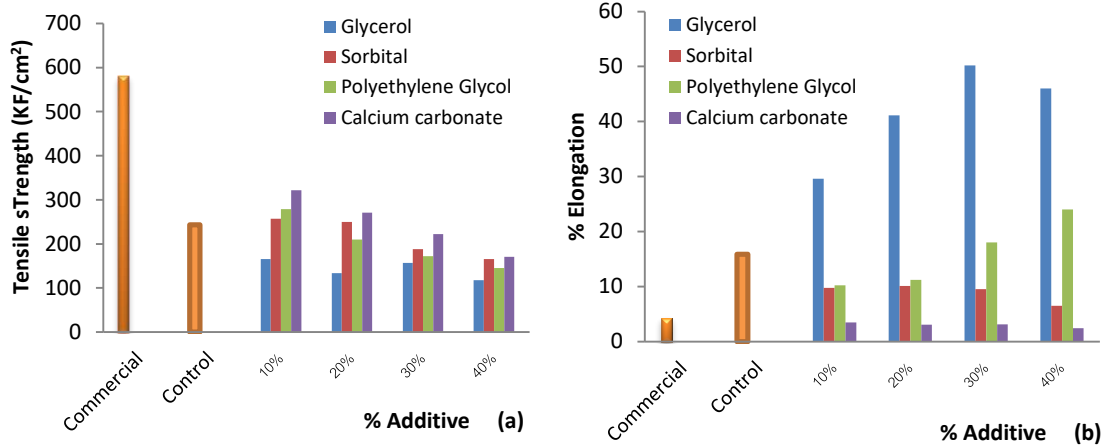 Tensile sTrength (KF/cm²)
700
600
500
400
300
200
100
0
Glycerol
Sorbital
Polyethylene Glycol
Calcium carbonate
Commercial
Control
10%
20%
30%
40%
% Additive (a)
% Elongation
60
50
40
30
20
10
0
Glycerol
Sorbital
Polyethylene Glycol
Calcium carbonate
Commercial
Control
10%
20%
30%
40%
% Additive (b)